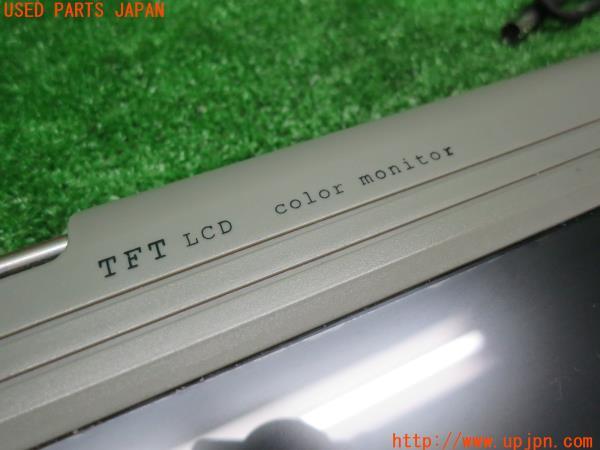 USED PARTS JAPAN
TFT LCD color monitor
http://www.upjpn.com